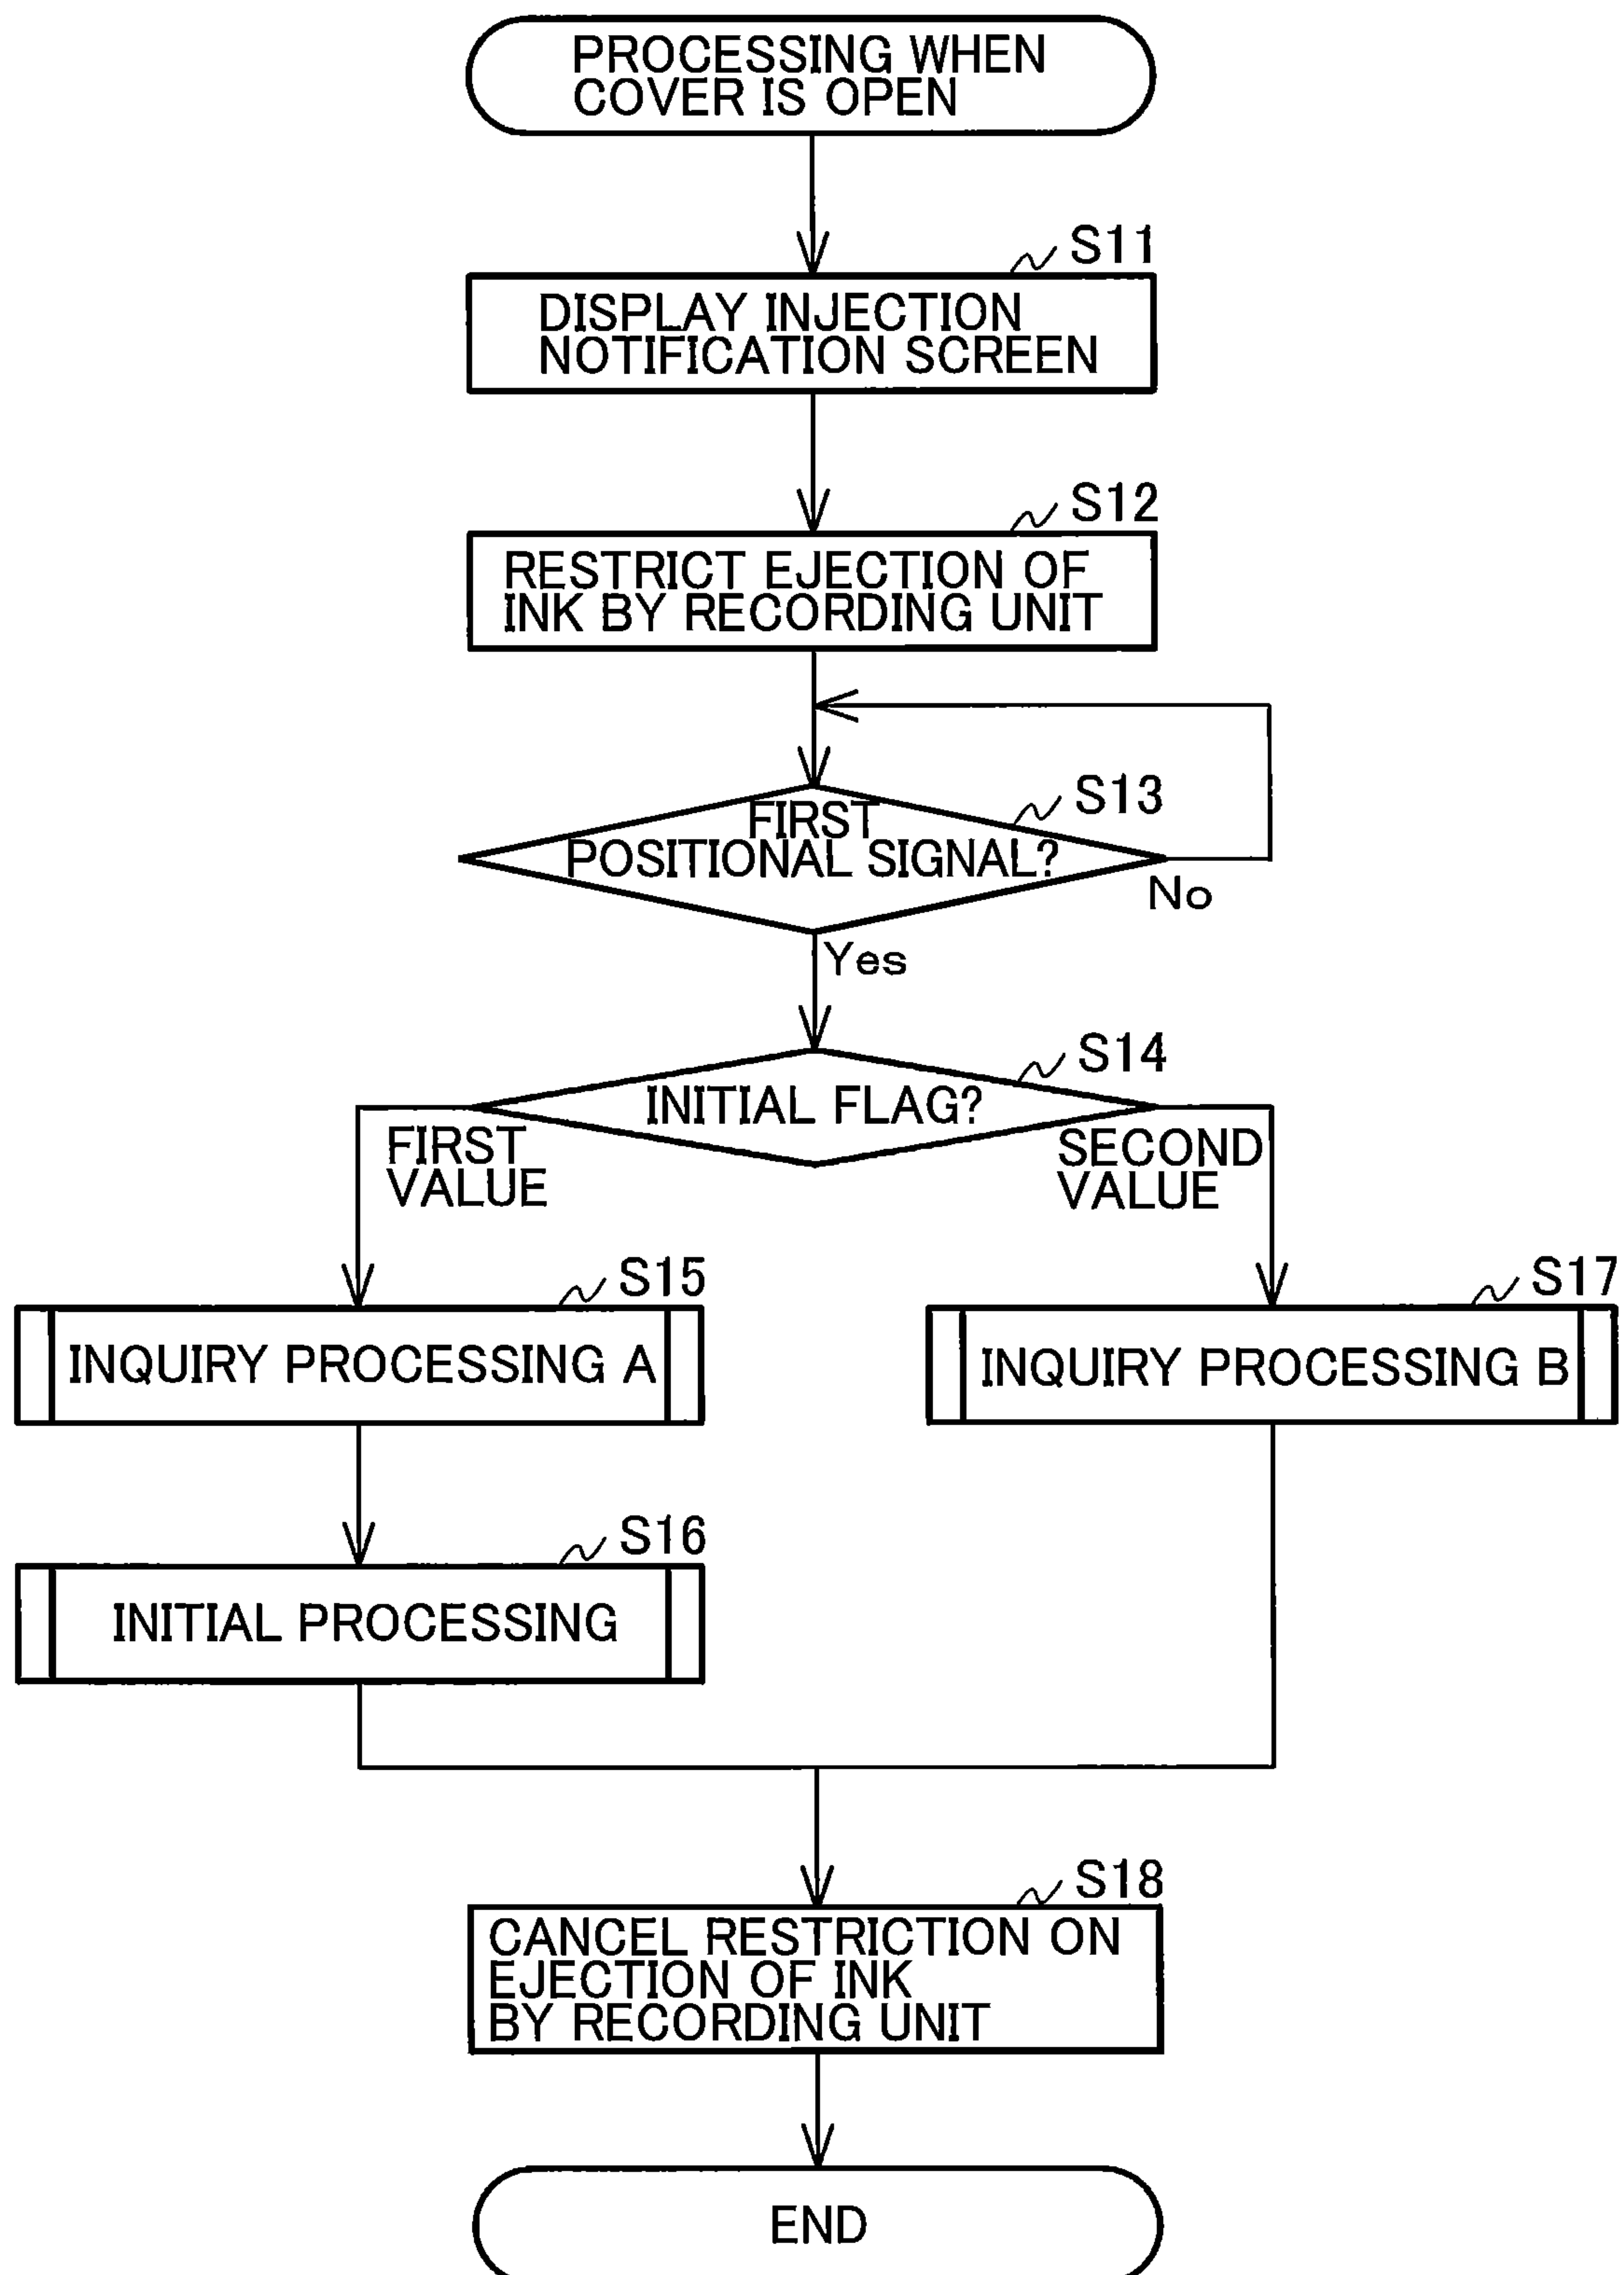 PROCESSING WHEN
COVER IS OPEN
S11
DISPLAY INJECTION
NOTIFICATION SCREEN
S12
RESTRICT EJECTION OF
INK BY RECORDING UNIT
S13
FIRST
POSITIONAL SIGNAL?
No
Yes
S14
INITIAL FLAG?
FIRST
VALUE
SECOND
VALUE
S15
INQUIRY PROCESSING A
S17
INQUIRY PROCESSING B
S16
INITIAL PROCESSING
S18
CANCEL RESTRICTION ON
EJECTION OF INK
BY RECORDING UNIT
END